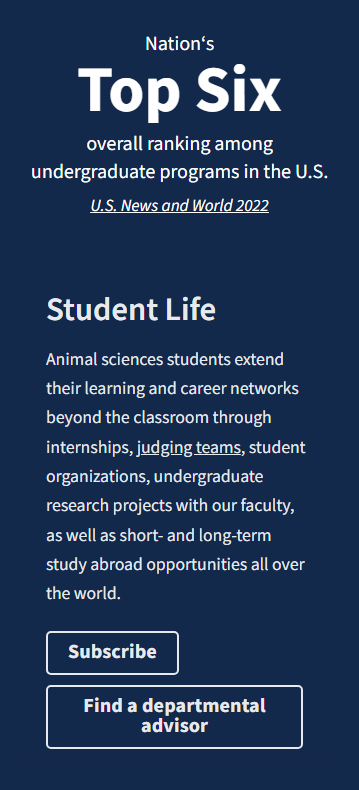 Nation‘s
Top Six
overall ranking among
undergraduate programs in the U.S.
U.S. News and World 2022
Student Life
Animal sciences students extend
their learning and career networks
beyond the classroom through
internships, judging teams, student
organizations, undergraduate
research projects with our faculty,
as well as short- and long-term
study abroad opportunities all over
the world.
Subscribe
Find a departmental
advisor